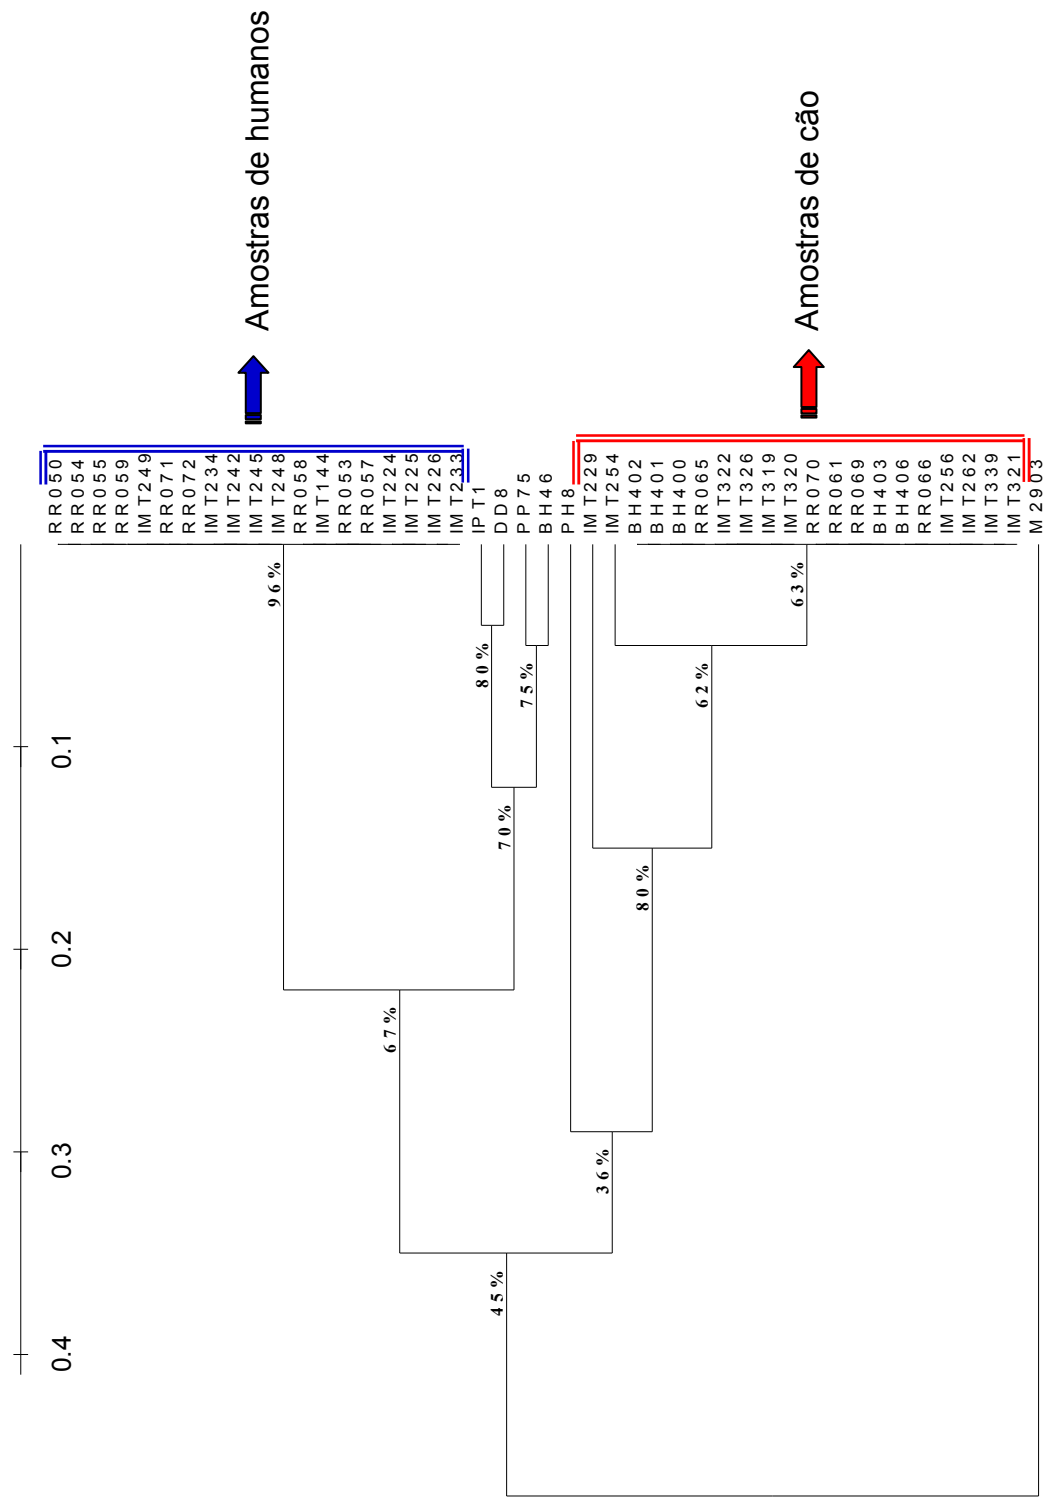 Amostras de humanos
Amostras de cão
RR050
RR054
RR055
RR059
IMT249
RR071
RR072
IMT234
IMT242
IMT245
IMT248
RR058
IMT144
RR053
RR057
IMT224
IMT225
IMT226
IMT233
IPT1
DD8
PP75
BH46
PH8
IMT229
IMT254
BH402
BH401
BH400
RR065
IMT322
IMT326
IMT319
IMT320
RR070
RR061
RR069
BH403
BH406
RR066
IMT256
IMT262
IMT339
IMT321
M2903
96%
80%
75%
70%
67%
63%
62%
80%
36%
45%
0.1
0.2
0.3
0.4